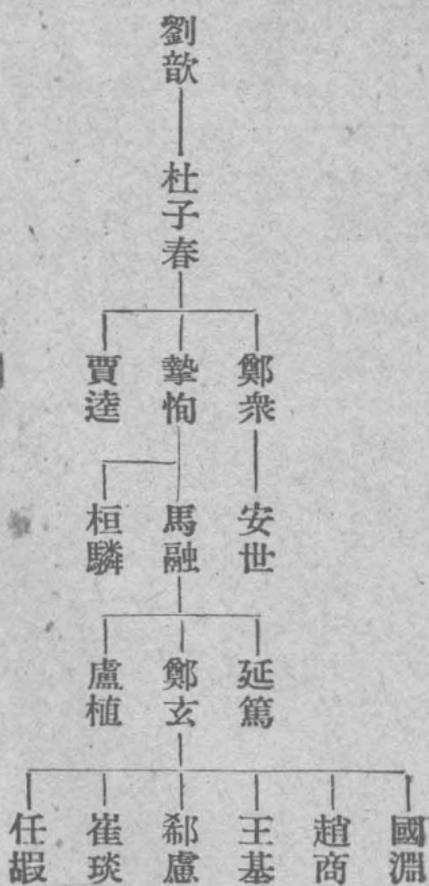 劉歆
杜子春
鄭衆
摯恂
賈逵
安世
馬融
桓驎
延篤
鄭玄
盧植
國淵
趙商
王基
郗慮
崔琰
任嘏